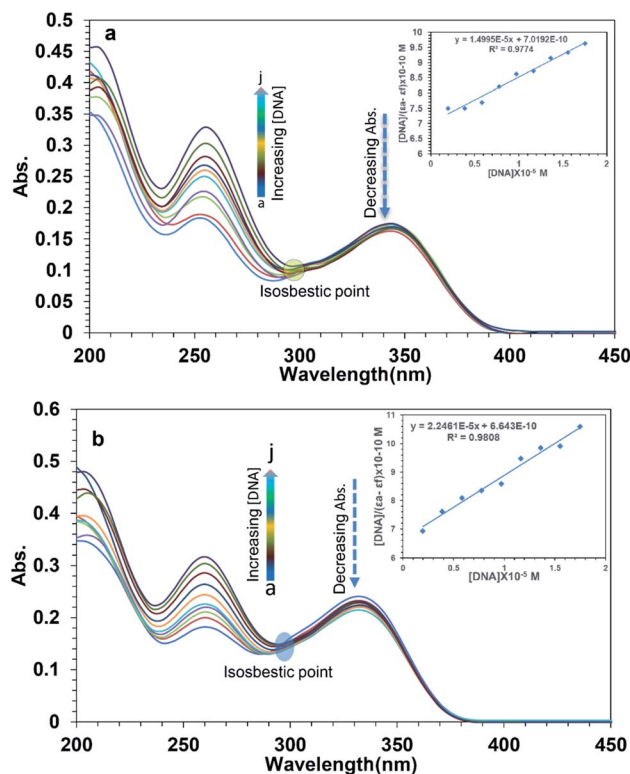 a
0.5
0.45
0.4
0.35
0.3
0.25
0.2
0.15
0.1
0.05
0
Abs.
200
250
300
350
400
450
Wavelength(nm)
j
a
Increasing [DNA]
Isosbestic point
Decreasing Abs.
y = 1.4995E-5x + 7.0192E-10
R² = 0.9774
[DNA]/(εa- εf)x10-10 M
10
9.5
9
8.5
8
7.5
7
6.5
6
0
0.5
1
1.5
2
[DNA]X10⁻⁵ M
b
0.6
0.5
0.4
0.3
0.2
0.1
0
Abs.
200
250
300
350
400
450
Wavelength(nm)
j
a
Increasing [DNA]
Isosbestic point
Decreasing Abs.
y = 2.2461E-5x + 6.643E-10
R² = 0.9808
[DNA]/(εa- εf)x10-10 M
11
10
9
8
7
6
0
0.5
1
1.5
2
[DNA]X10⁻⁵ M